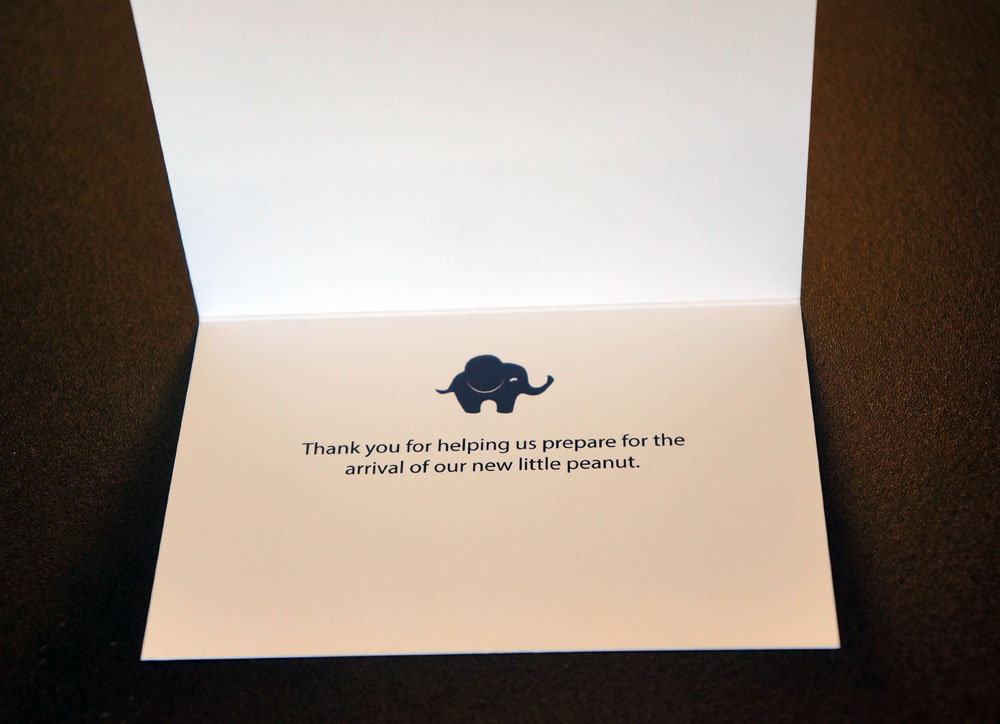 Thank you for helping us prepare for the
arrival of our new little peanut.